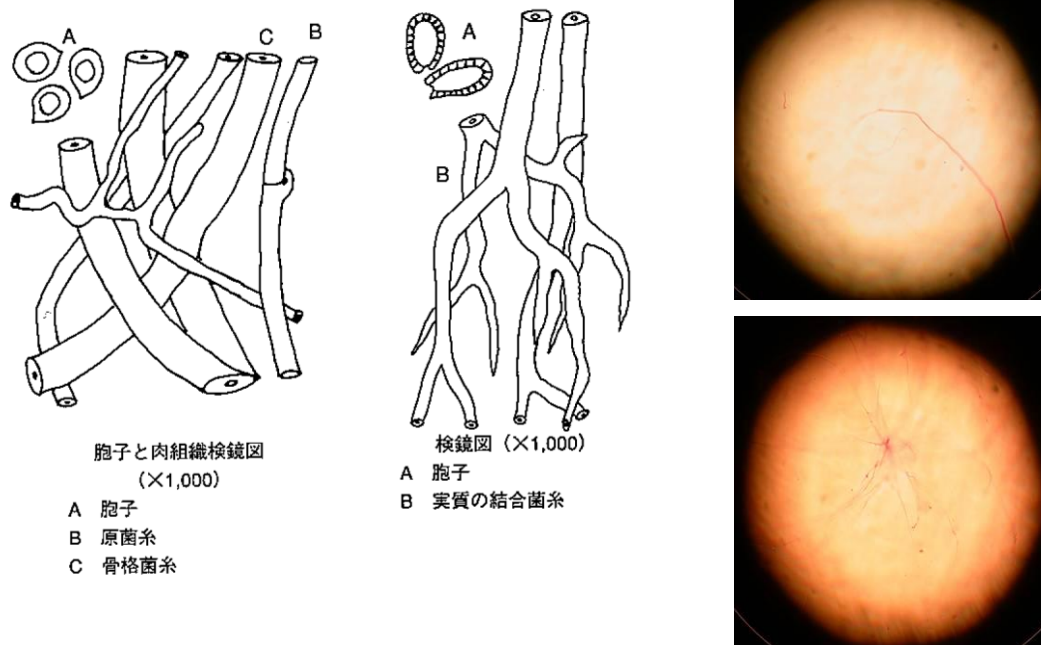 A
C
B
胞子と肉組織検鏡図
(×1,000)
A 胞子
B 原菌糸
C 骨格菌糸
A
B
検鏡図 (×1,000)
A 胞子
B 実質の結合菌糸